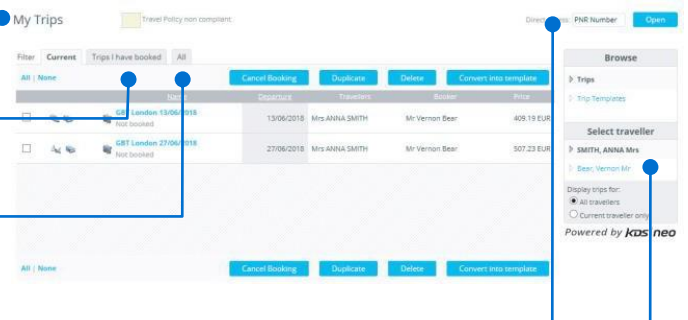 My Trips
Travel Policy non compliant
Direct
PNR Number
Open
Filter Current Trips I have booked All
All | None
Cancel Booking Duplicate Delete Convert into template
Name Departure Travellers Booker Price
GBT London 13/06/2018 13/06/2018 Mrs ANNA SMITH Mr Vernon Bear 409.19 EUR
Not booked
GBT London 27/06/2018 27/06/2018 Mrs ANNA SMITH Mr Vernon Bear 507.23 EUR
Not booked
All | None
Cancel Booking Duplicate Delete Convert into template
Browse
Trips
Trip Templates
Select traveller
SMITH, ANNA Mrs
Bear, Vernon Mr
Display trips for:
All travellers
Current traveller only
Powered by KDS neo